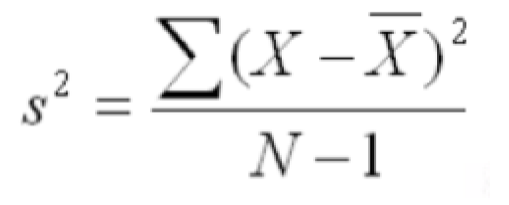 s² = ∑(X − X̄)² / N − 1